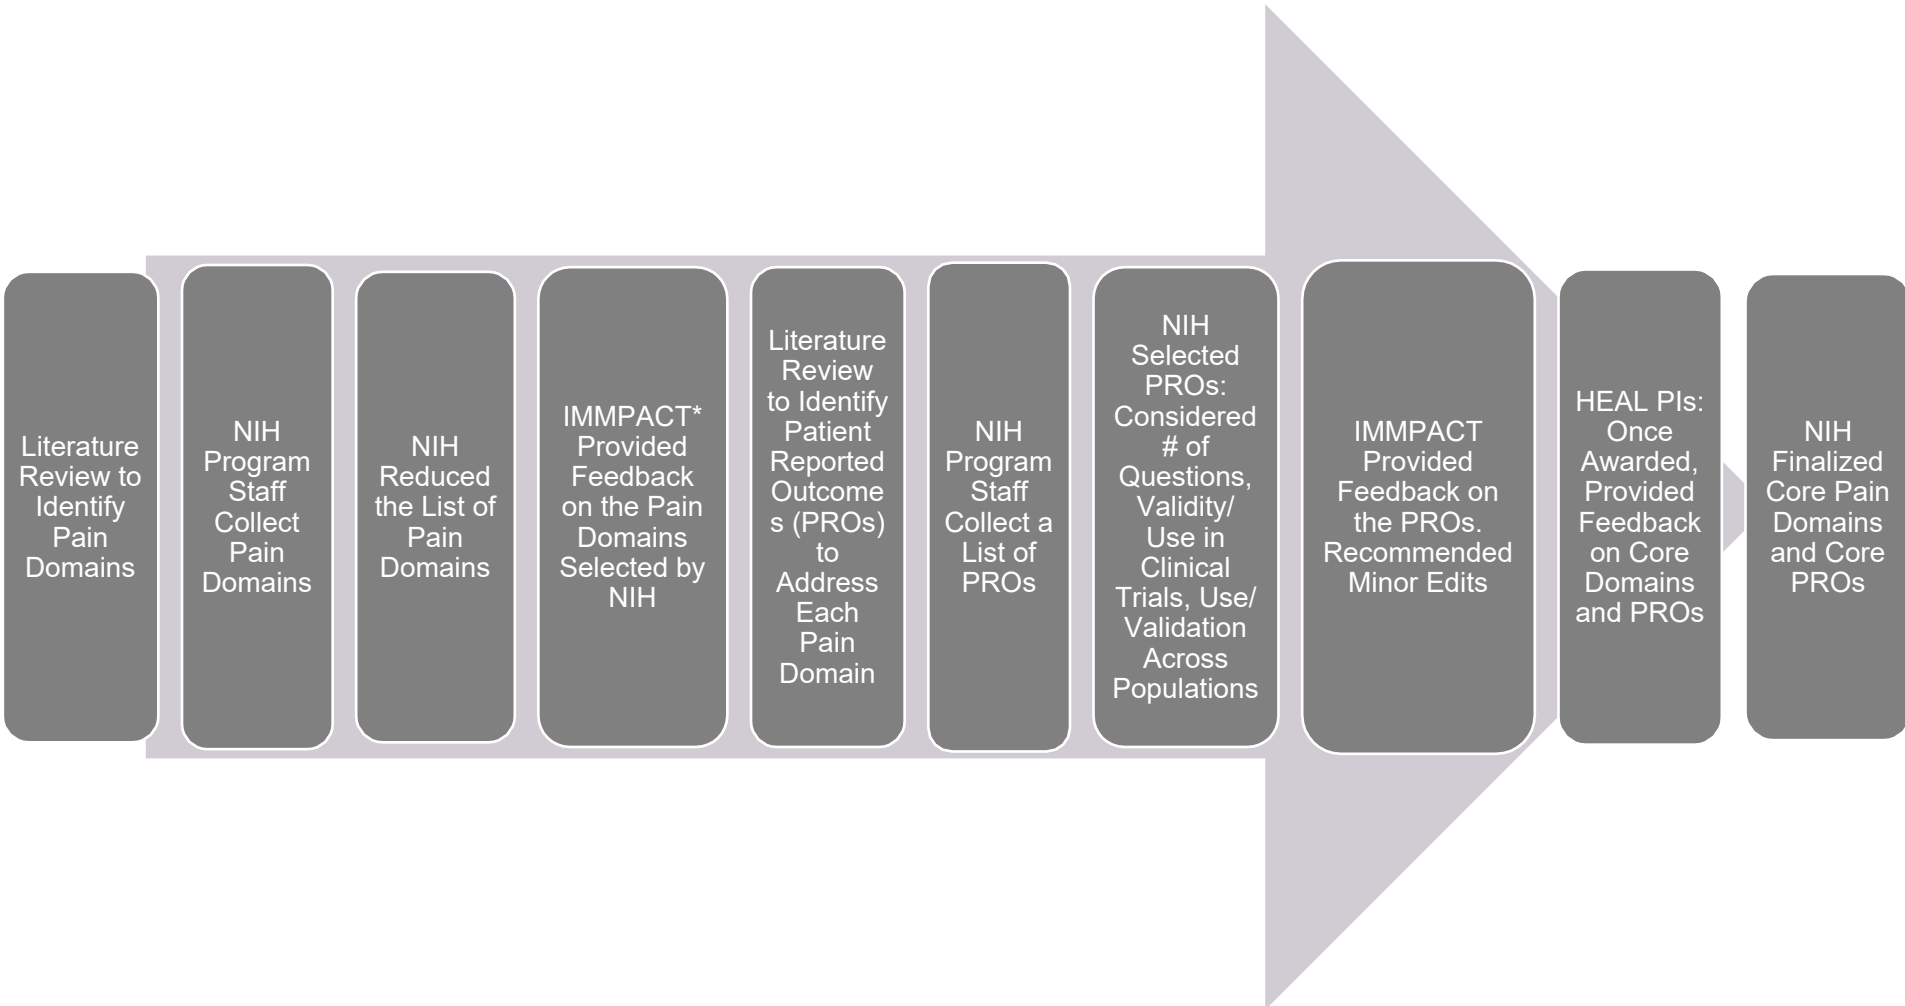 Literature
Review to
Identify
Pain
Domains
NIH
Program
Staff
Collect
Pain
Domains
NIH
Reduced
the List of
Pain
Domains
IMMPACT*
Provided
Feedback
on the Pain
Domains
Selected by
NIH
Literature
Review
to Identify
Patient
Reported
Outcome
s (PROs)
to
Address
Each
Pain
Domain
NIH
Program
Staff
Collect a
List of
PROs
NIH
Selected
PROs:
Considered
# of
Questions,
Validity/
Use in
Clinical
Trials, Use/
Validation
Across
Populations
IMMPACT
Provided
Feedback on
the PROs.
Recommended
Minor Edits
HEAL PIs:
Once
Awarded,
Provided
Feedback
on Core
Domains
and PROs
NIH
Finalized
Core Pain
Domains
and Core
PROs